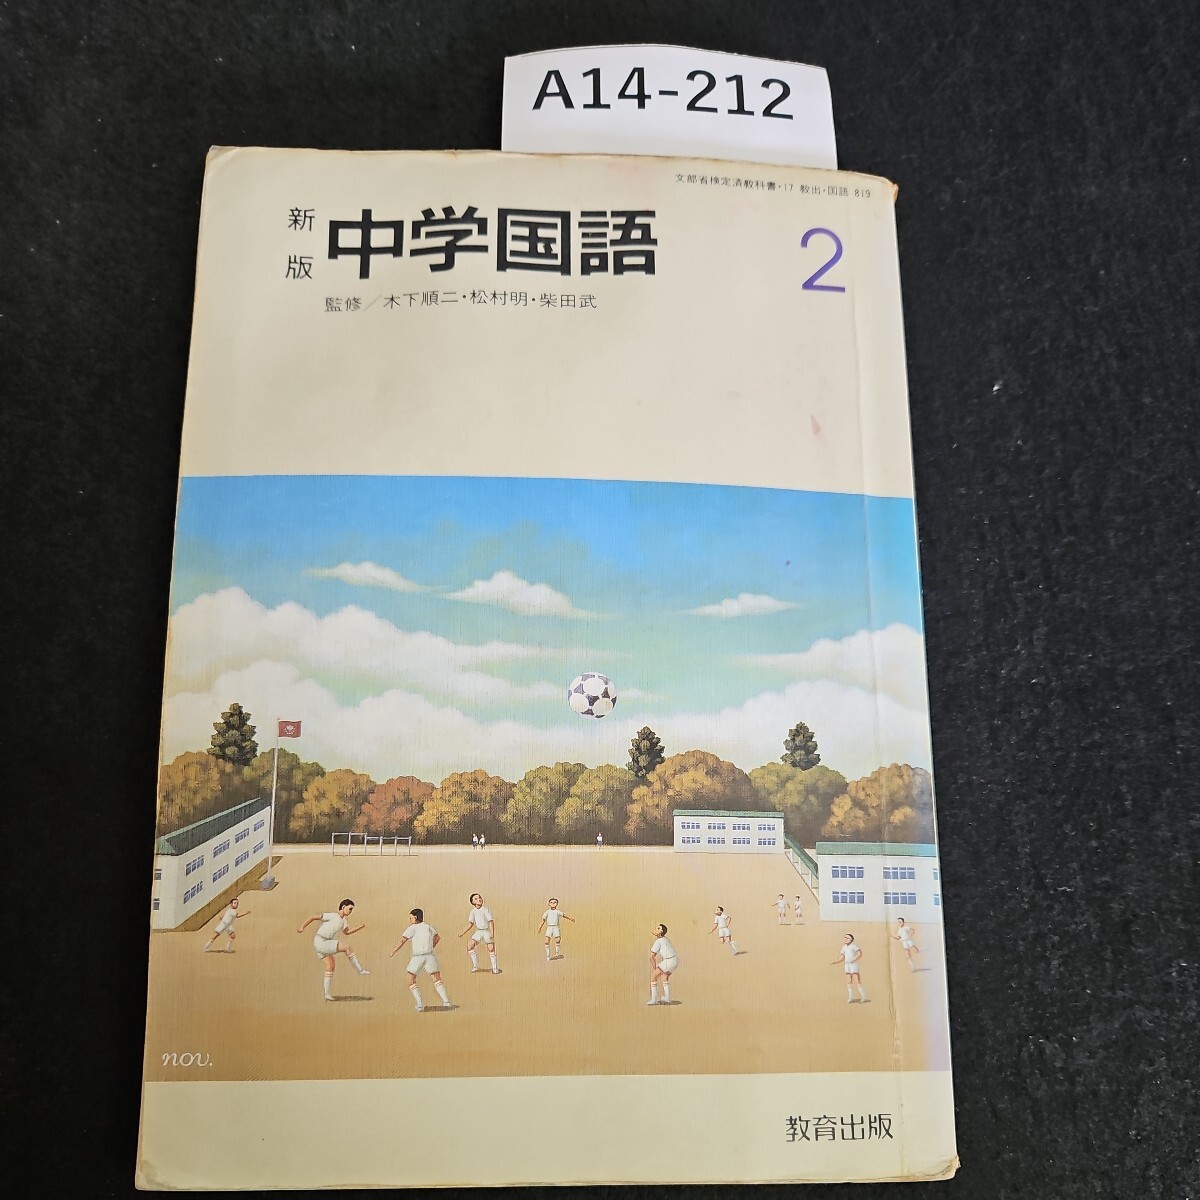 A14-212
文部省検定済教科書・17 教出・国語 819
新版 中学国語 2
監修/木下順二・松村明・柴田武
nov.
教育出版